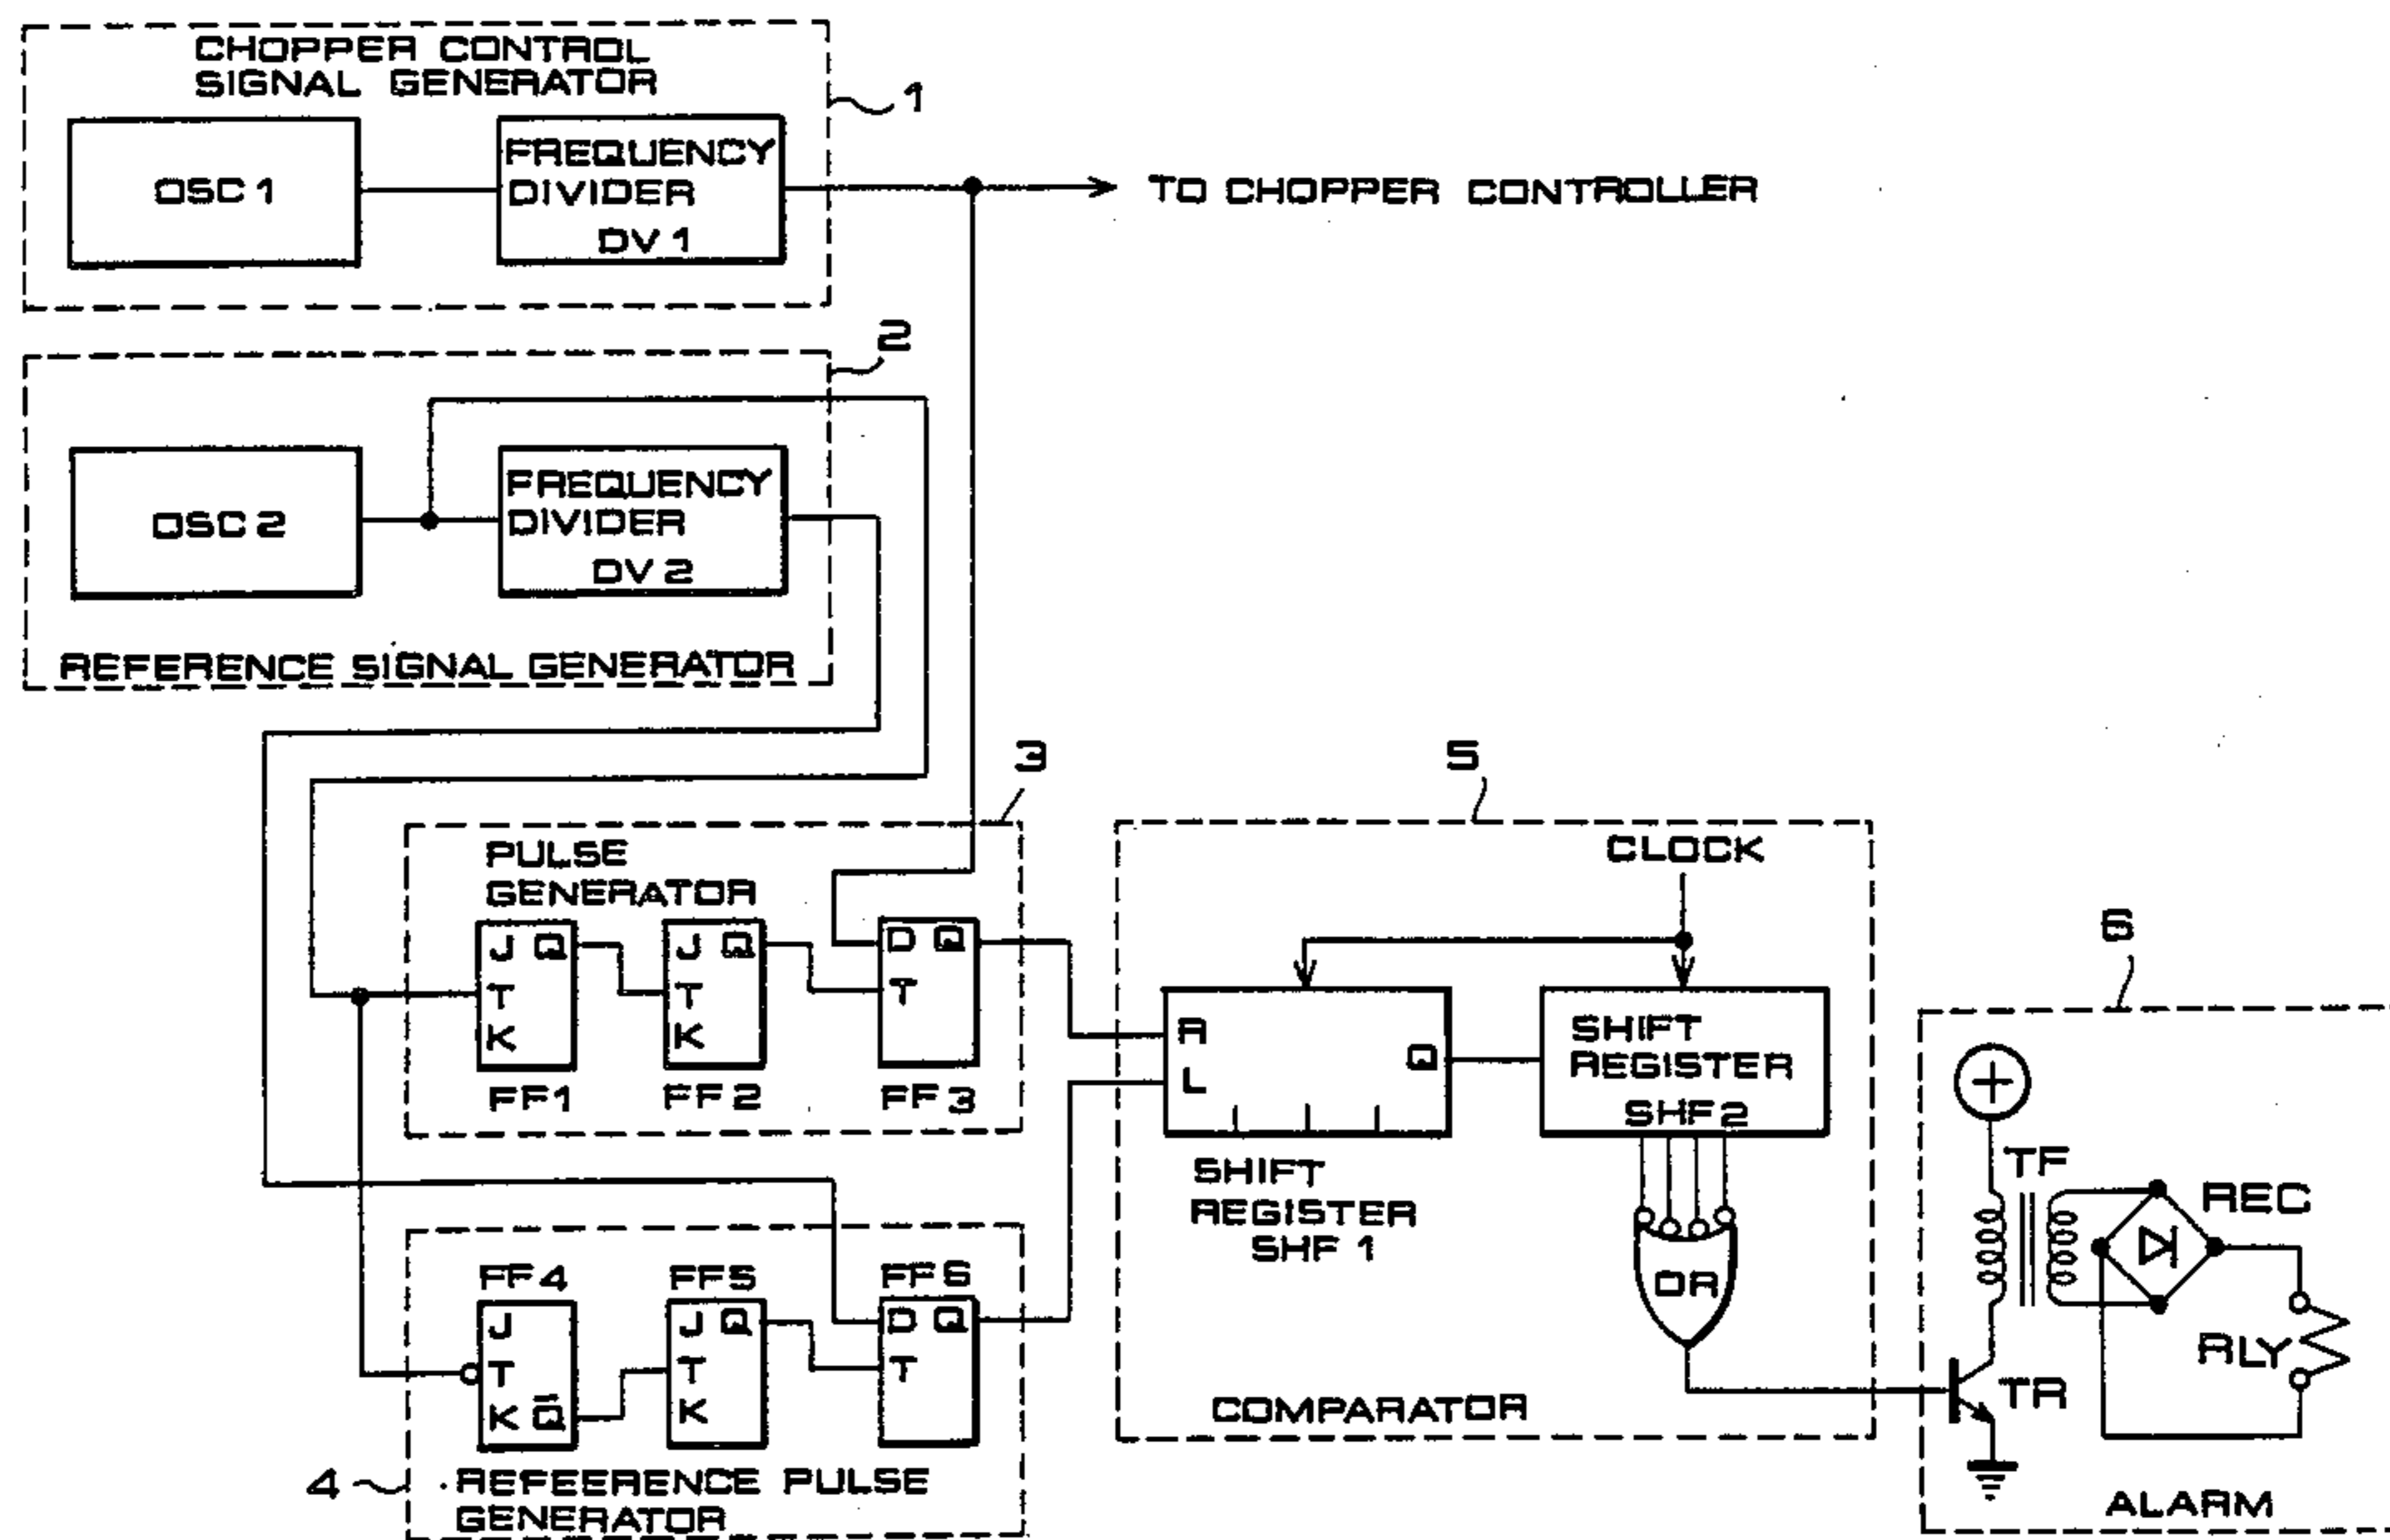 CHOPPER CONTROL
SIGNAL GENERATOR
1
OSC 1
FREQUENCY
DIVIDER
DV 1
TO CHOPPER CONTROLLER
2
OSC 2
FREQUENCY
DIVIDER
DV 2
REFERENCE SIGNAL GENERATOR
3
PULSE
GENERATOR
J Q
T
K
FF1
J Q
T
K
FF2
D Q
T
FF3
5
CLOCK
R
L
Q
SHIFT
REGISTER
SHF 1
SHIFT
REGISTER
SHF2
OR
COMPARATOR
4
FF4
J
T
K Q̄
FF5
J Q
T
K
FF6
D Q
T
REFEERENCE PULSE
GENERATOR
6
+
TF
REC
RLY
TR
ALARM